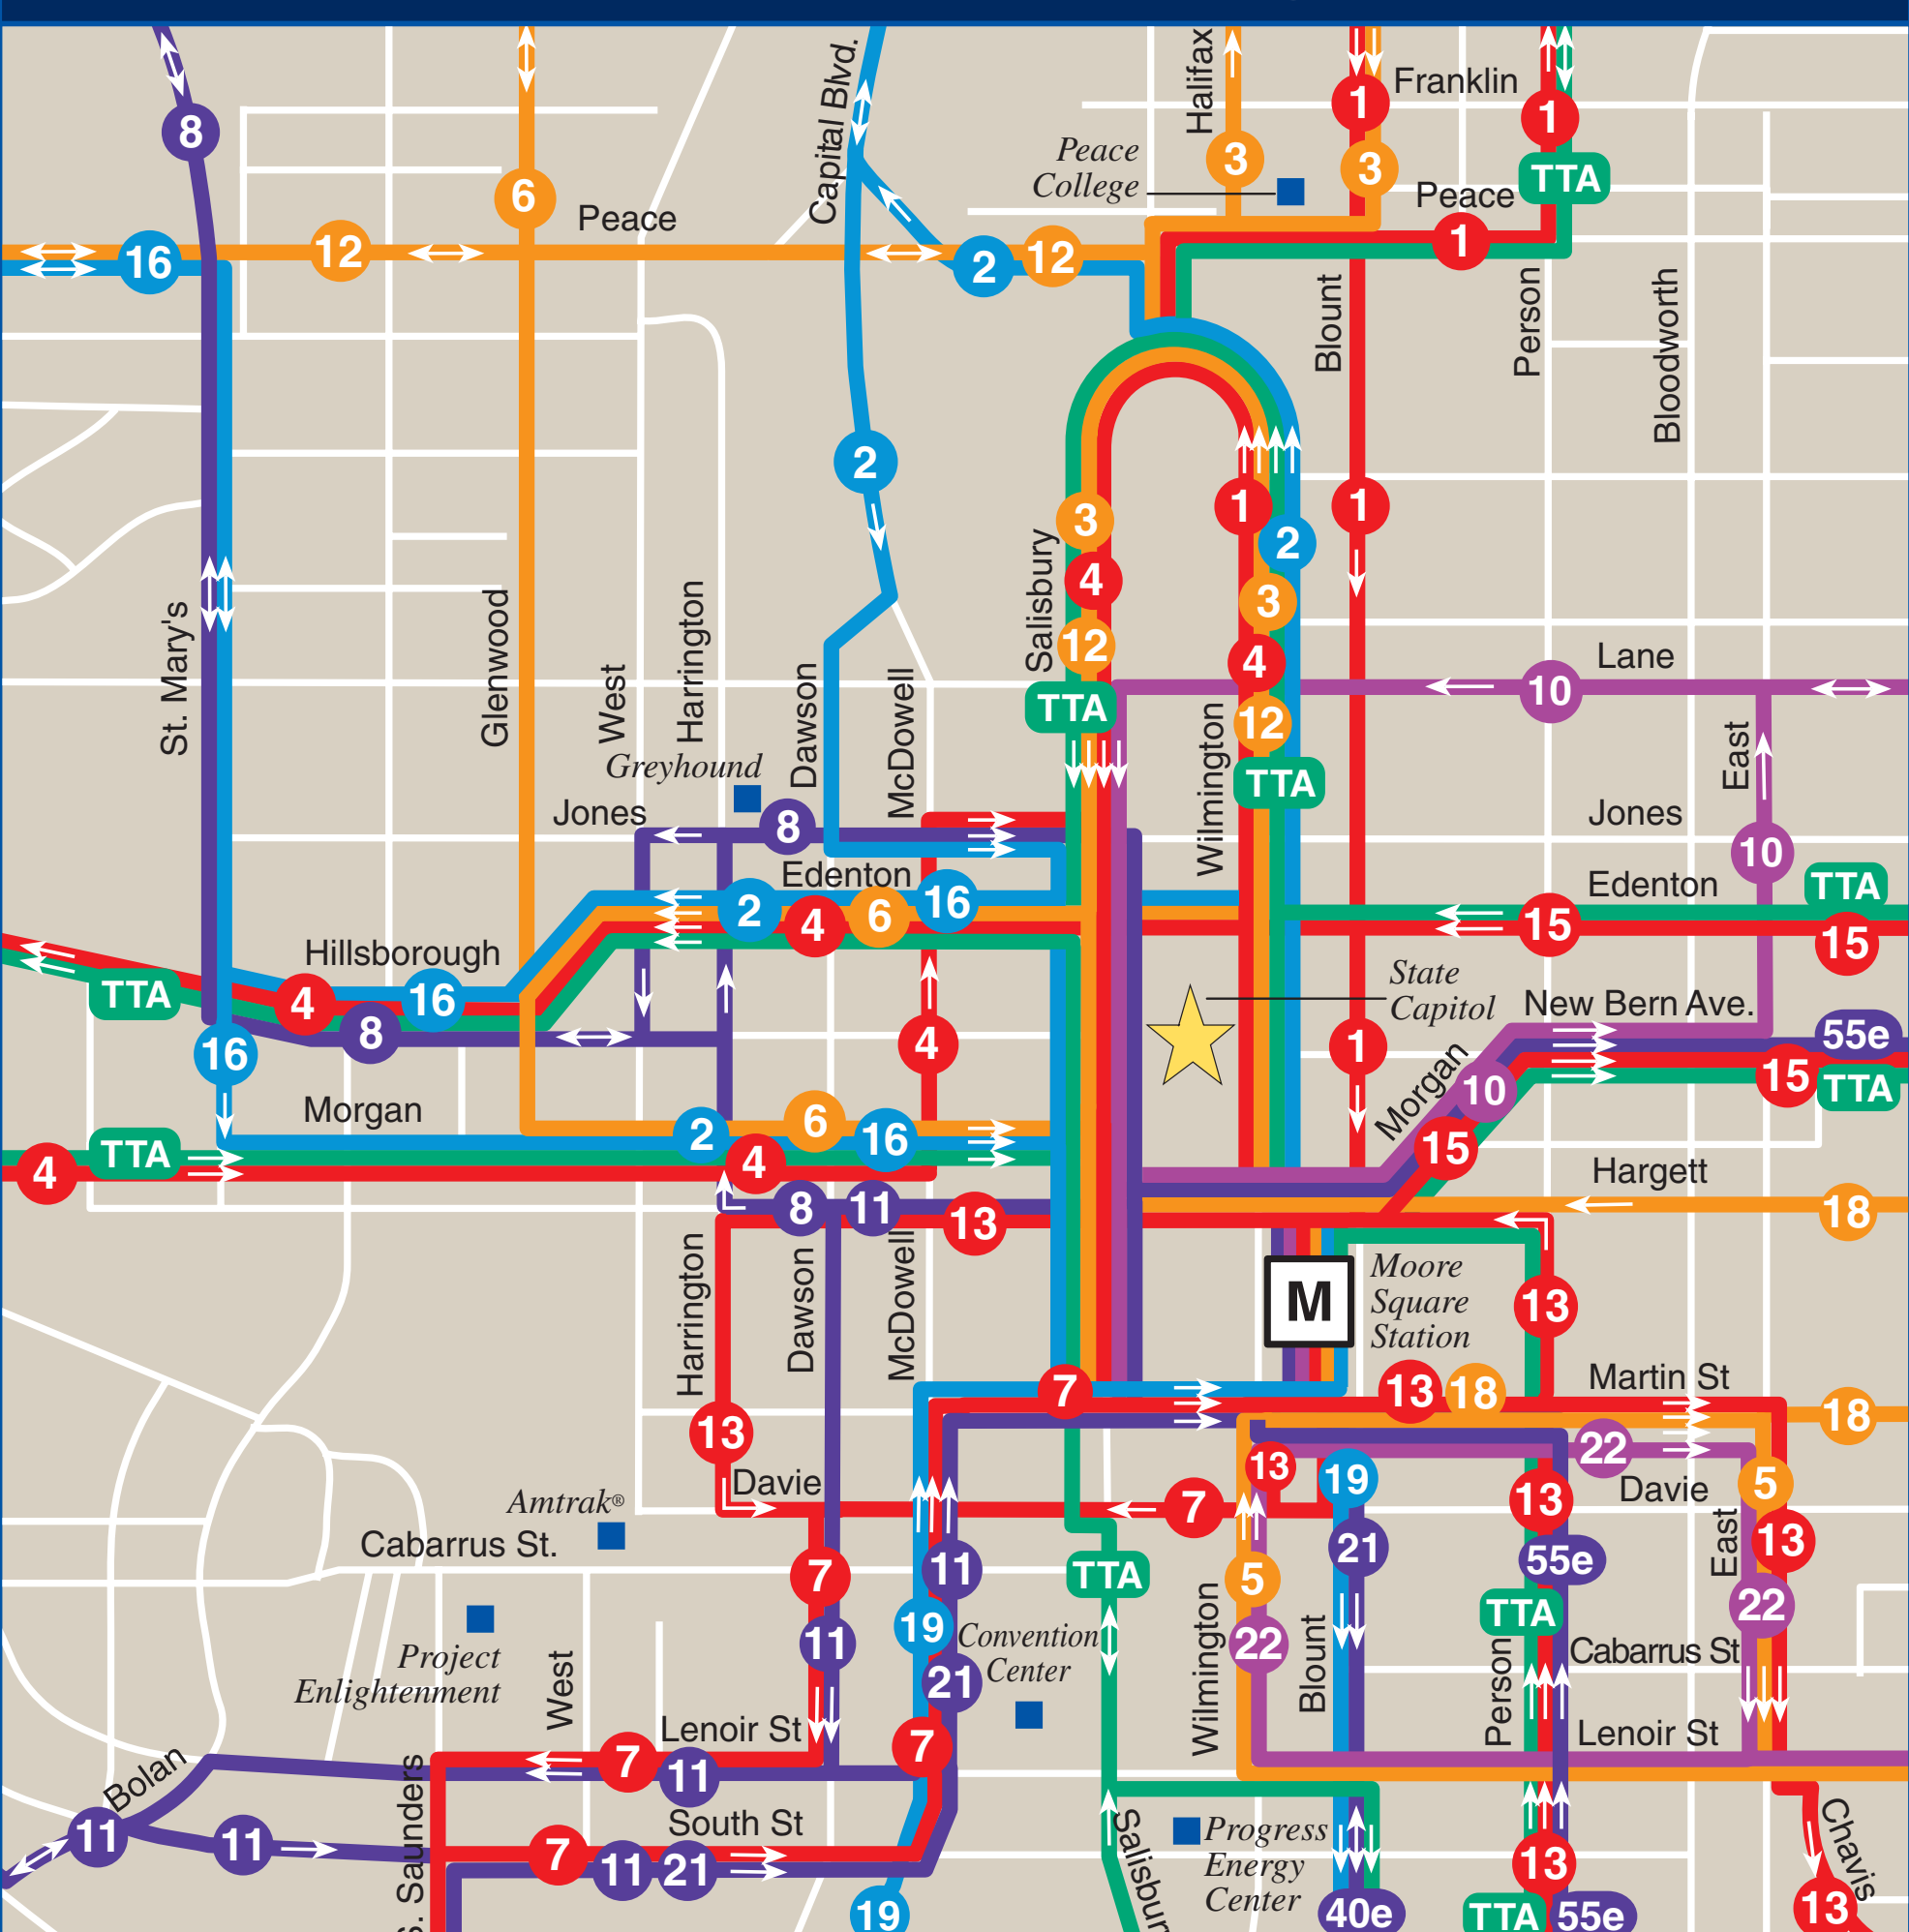 Capital Blvd.
Halifax
Franklin
1
1
8
Peace
College
3
3
TTA
6
Peace
Peace
16
12
2
12
1
Blount
Person
Bloodworth
2
3
1
1
2
Salisbury
4
3
St. Mary's
Glenwood
West
Harrington
Dawson
McDowell
12
4
Lane
10
TTA
Wilmington
12
East
Greyhound
TTA
Jones
8
Jones
10
Edenton
Edenton
TTA
2
4
6
16
15
15
Hillsborough
State
Capitol
New Bern Ave.
TTA
4
16
8
16
4
1
Morgan
10
55e
15
TTA
Morgan
2
6
16
15
4
TTA
4
Hargett
8
11
13
18
Harrington
Dawson
McDowell
M
Moore
Square
Station
13
7
13
18
Martin St
18
13
22
13
19
Davie
7
13
Davie
5
Amtrak®
Cabarrus St.
21
East
13
7
11
TTA
5
55e
Project
Enlightenment
West
11
19
Convention
Center
21
Wilmington
22
Blount
TTA
Person
22
Cabarrus St
Lenoir St
7
11
7
Lenoir St
Bolan
11
11
S. Saunders
South St
7
11
21
Progress
Energy
Center
13
Chavis
19
40e
TTA
55e
13